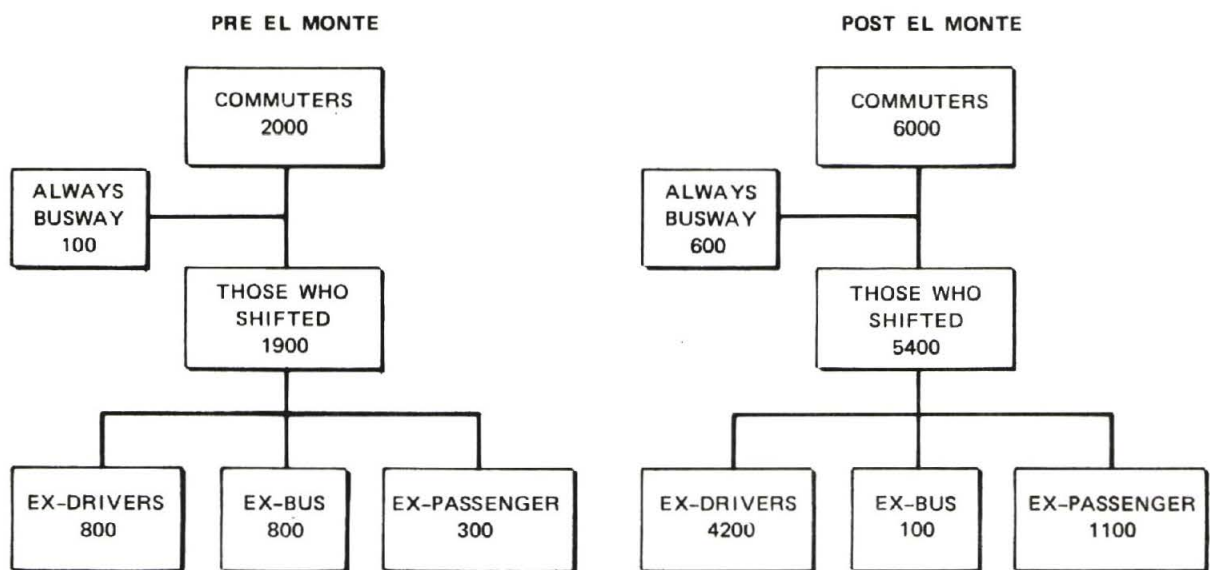 PRE EL MONTE
COMMUTERS
2000
ALWAYS
BUSWAY
100
THOSE WHO
SHIFTED
1900
EX-DRIVERS
800
EX-BUS
800
EX-PASSENGER
300
POST EL MONTE
COMMUTERS
6000
ALWAYS
BUSWAY
600
THOSE WHO
SHIFTED
5400
EX-DRIVERS
4200
EX-BUS
100
EX-PASSENGER
1100